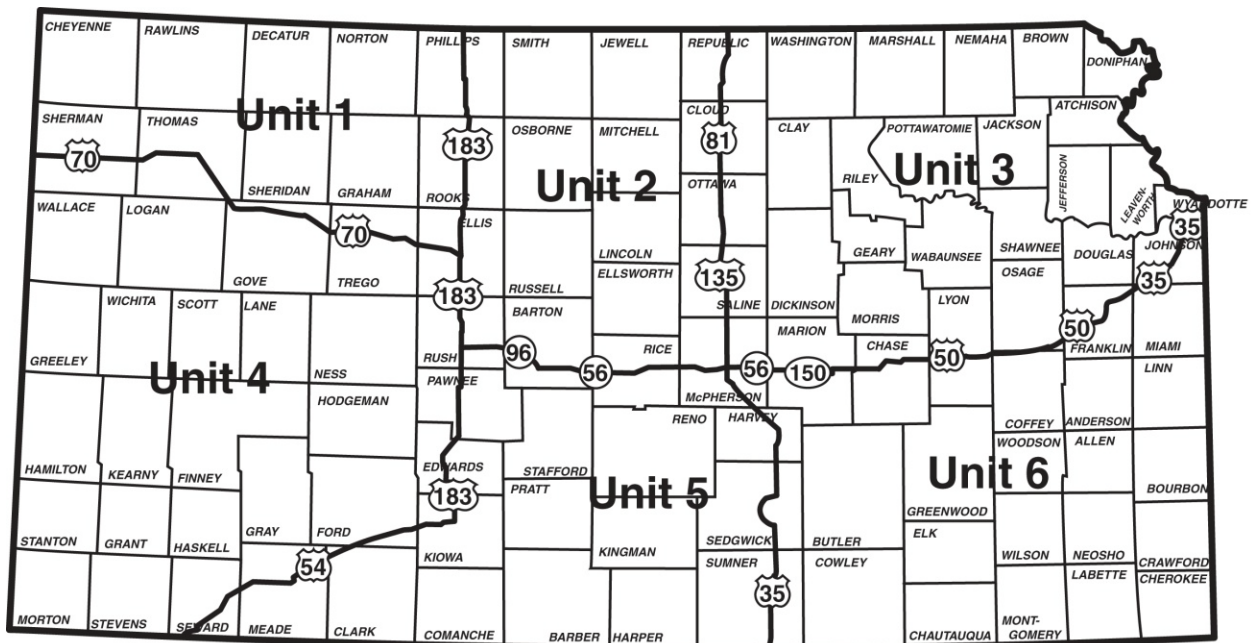 CHEYENNE
RAWLINS
DECATUR
NORTON
PHILLIPS
SMITH
JEWELL
REPUBLIC
WASHINGTON
MARSHALL
NEMAHA
BROWN
DONIPHAN
SHERMAN
THOMAS
Unit 1
SHERIDAN
GRAHAM
183
ROOKS
OSBORNE
MITCHELL
CLOUD
81
CLAY
RILEY
POTTAWATOMIE
JACKSON
ATCHISON
Unit 2
Unit 3
OTTAWA
JEFFERSON
LEAVEN-
WORTH
WYANDOTTE
70
WALLACE
LOGAN
GOVE
70
TREGO
ELLIS
183
RUSSELL
LINCOLN
ELLSWORTH
135
SALINE
DICKINSON
GEARY
WABAUNSEE
SHAWNEE
DOUGLAS
JOHNSON
35
35
OSAGE
MORRIS
LYON
50
FRANKLIN
MIAMI
GREELEY
WICHITA
SCOTT
LANE
Unit 4
NESS
RUSH
BARTON
96
56
RICE
McPHERSON
56
MARION
150
CHASE
50
LINN
HODGEMAN
PAWNEE
RENO
HARVEY
COFFEY
ANDERSON
HAMILTON
KEARNY
FINNEY
EDWARDS
183
STAFFORD
PRATT
Unit 5
Unit 6
WOODSON
ALLEN
BOURBON
GREENWOOD
STANTON
GRANT
HASKELL
GRAY
FORD
54
KIOWA
KINGMAN
SEDGWICK
BUTLER
ELK
WILSON
NEOSHO
CRAWFORD
MORTON
STEVENS
SEWARD
MEADE
CLARK
COMANCHE
BARBER
HARPER
SUMNER
35
COWLEY
CHAUTAUQUA
MONT-
GOMERY
LABETTE
CHEROKEE